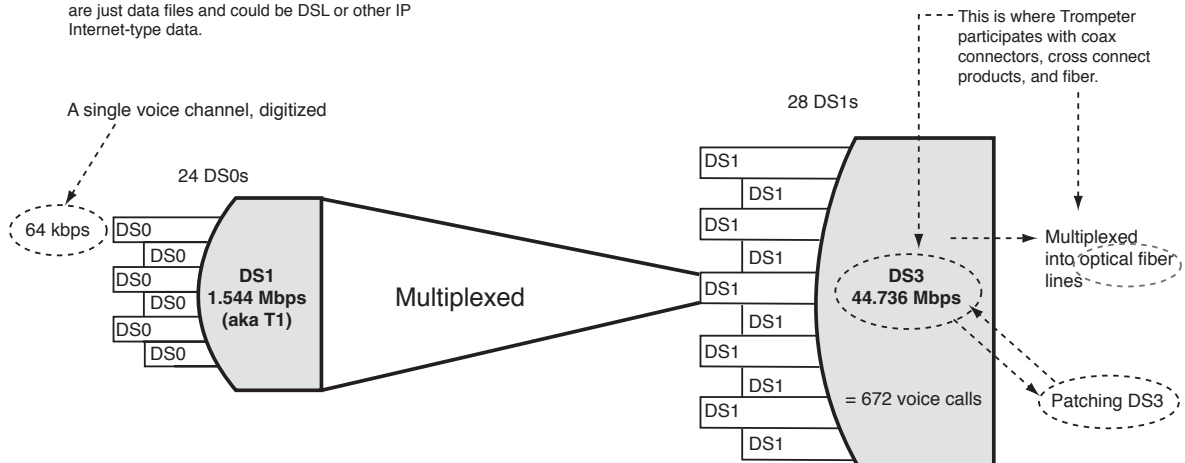 are just data files and could be DSL or other IP
Internet-type data.
This is where Trompeter
participates with coax
connectors, cross connect
products, and fiber.
A single voice channel, digitized
28 DS1s
24 DS0s
64 kbps
DS0
DS0
DS0
DS0
DS0
DS0
DS1
1.544 Mbps
(aka T1)
Multiplexed
DS1
DS1
DS1
DS1
DS1
DS1
DS1
DS1
DS1
DS1
DS3
44.736 Mbps
= 672 voice calls
Multiplexed
into optical fiber
lines
Patching DS3